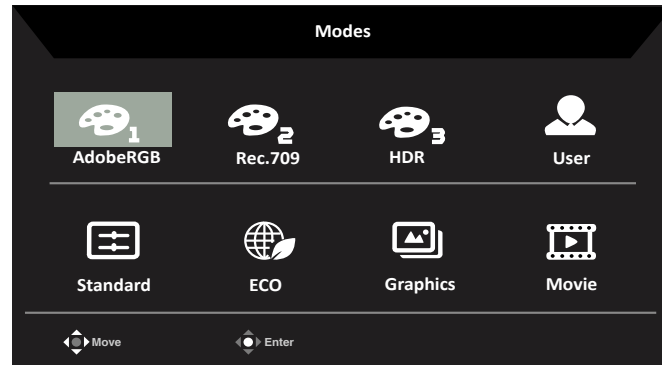 Modes
1 2 3
AdobeRGB Rec.709 HDR User
Standard ECO Graphics Movie
Move Enter